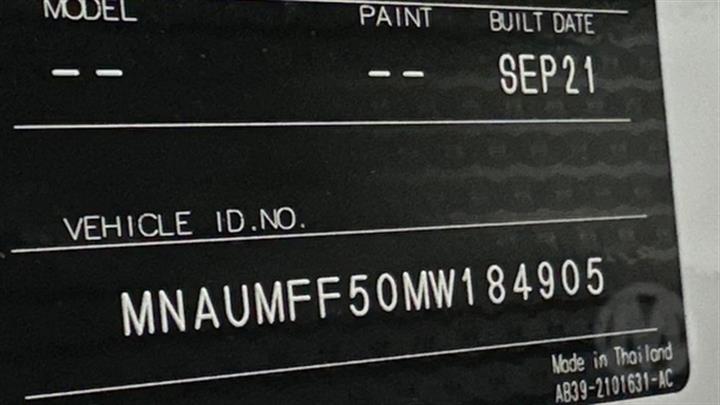 MODEL PAINT BUILT DATE
-- -- SEP21
VEHICLE ID.NO.
MNAUMFF50MW184905
Made in Thailand
AB39-2101631-AC